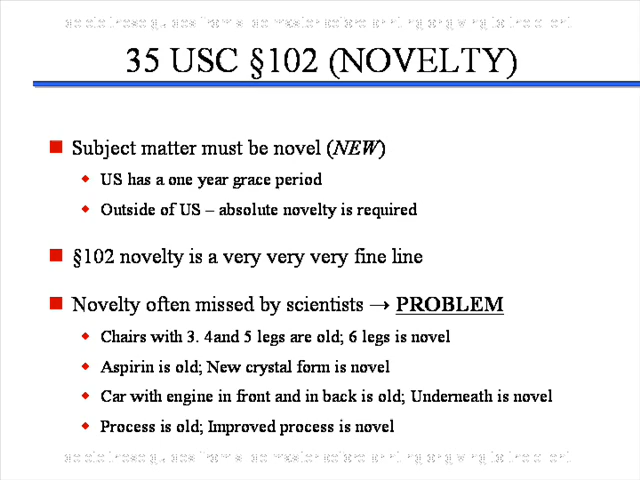 35 USC §102 (NOVELTY)
Subject matter must be novel (NEW)
US has a one year grace period
Outside of US – absolute novelty is required
§102 novelty is a very very very fine line
Novelty often missed by scientists → PROBLEM
Chairs with 3. 4and 5 legs are old; 6 legs is novel
Aspirin is old; New crystal form is novel
Car with engine in front and in back is old; Underneath is novel
Process is old; Improved process is novel